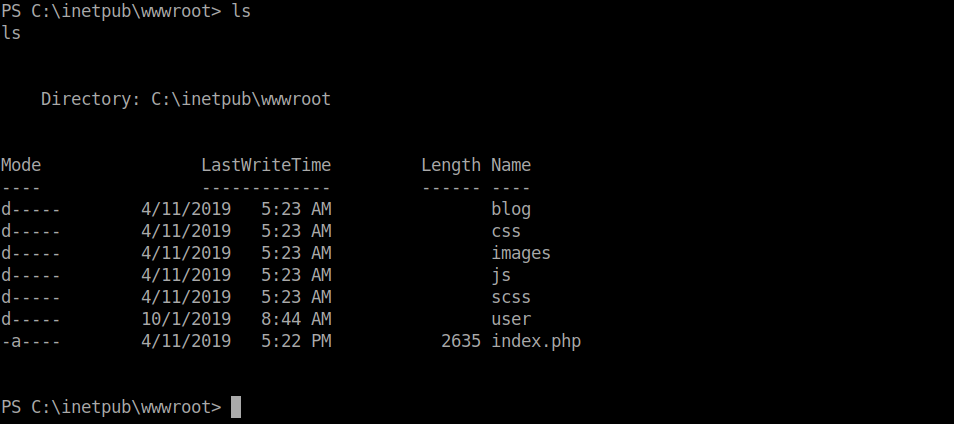 PS C:\inetpub\wwwroot> ls
ls
    Directory: C:\inetpub\wwwroot
Mode                LastWriteTime         Length Name
----                -------------         ------ ----
d-----        4/11/2019   5:23 AM                blog
d-----        4/11/2019   5:23 AM                css
d-----        4/11/2019   5:23 AM                images
d-----        4/11/2019   5:23 AM                js
d-----        4/11/2019   5:23 AM                scss
d-----        10/1/2019   8:44 AM                user
-a----        4/11/2019   5:22 PM           2635 index.php
PS C:\inetpub\wwwroot>